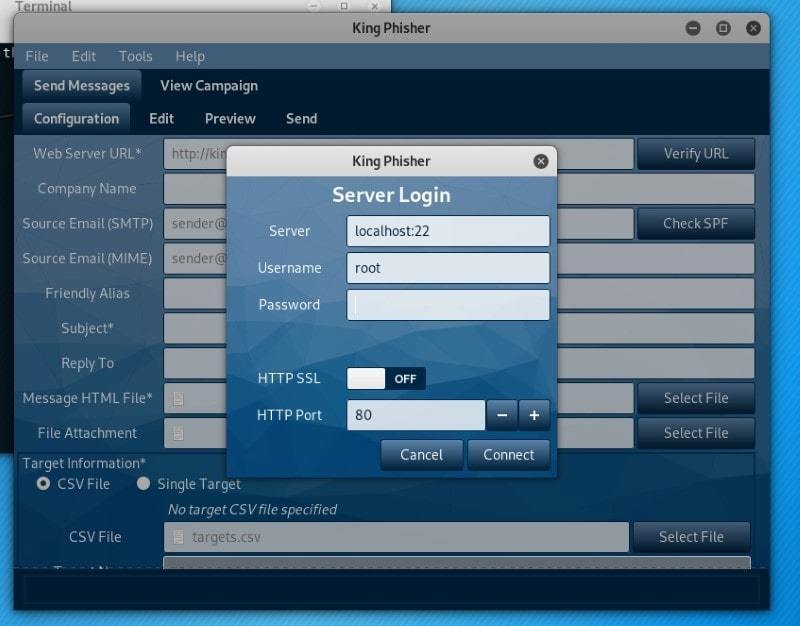 Terminal
King Phisher
File Edit Tools Help
Send Messages View Campaign
Configuration Edit Preview Send
Web Server URL* Verify URL
Company Name
Source Email (SMTP) sender@ Check SPF
Source Email (MIME) sender@
Friendly Alias
Subject*
Reply To
Message HTML File* Select File
File Attachment Select File
Target Information*
CSV File Single Target
No target CSV file specified
CSV File targets.csv Select File
King Phisher
Server Login
Server localhost:22
Username root
Password
HTTP SSL OFF
HTTP Port 80 − +
Cancel Connect